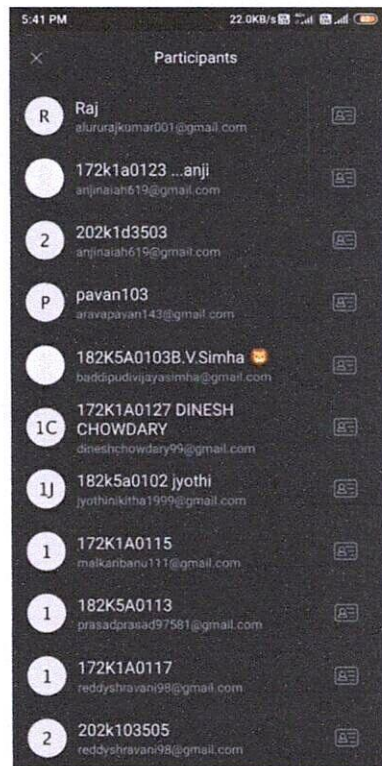 5:41 PM 22.0KB/s
Participants
R Raj
alururajkumar001@gmail.com
172k1a0123 ...anji
anjinaiah619@gmail.com
2 202k1d3503
anjinaiah619@gmail.com
P pavan103
aravapavan143@gmail.com
182K5A0103B.V.Simha 🦁
baddipudivijayasimha@gmail.com
1C 172K1A0127 DINESH
CHOWDARY
dineshchowdary99@gmail.com
1J 182k5a0102 jyothi
jyothinikitha1999@gmail.com
1 172K1A0115
malkaribanu111@gmail.com
1 182K5A0113
prasadprasad97581@gmail.com
1 172K1A0117
reddyshravani98@gmail.com
2 202k103505
reddyshravani98@gmail.com